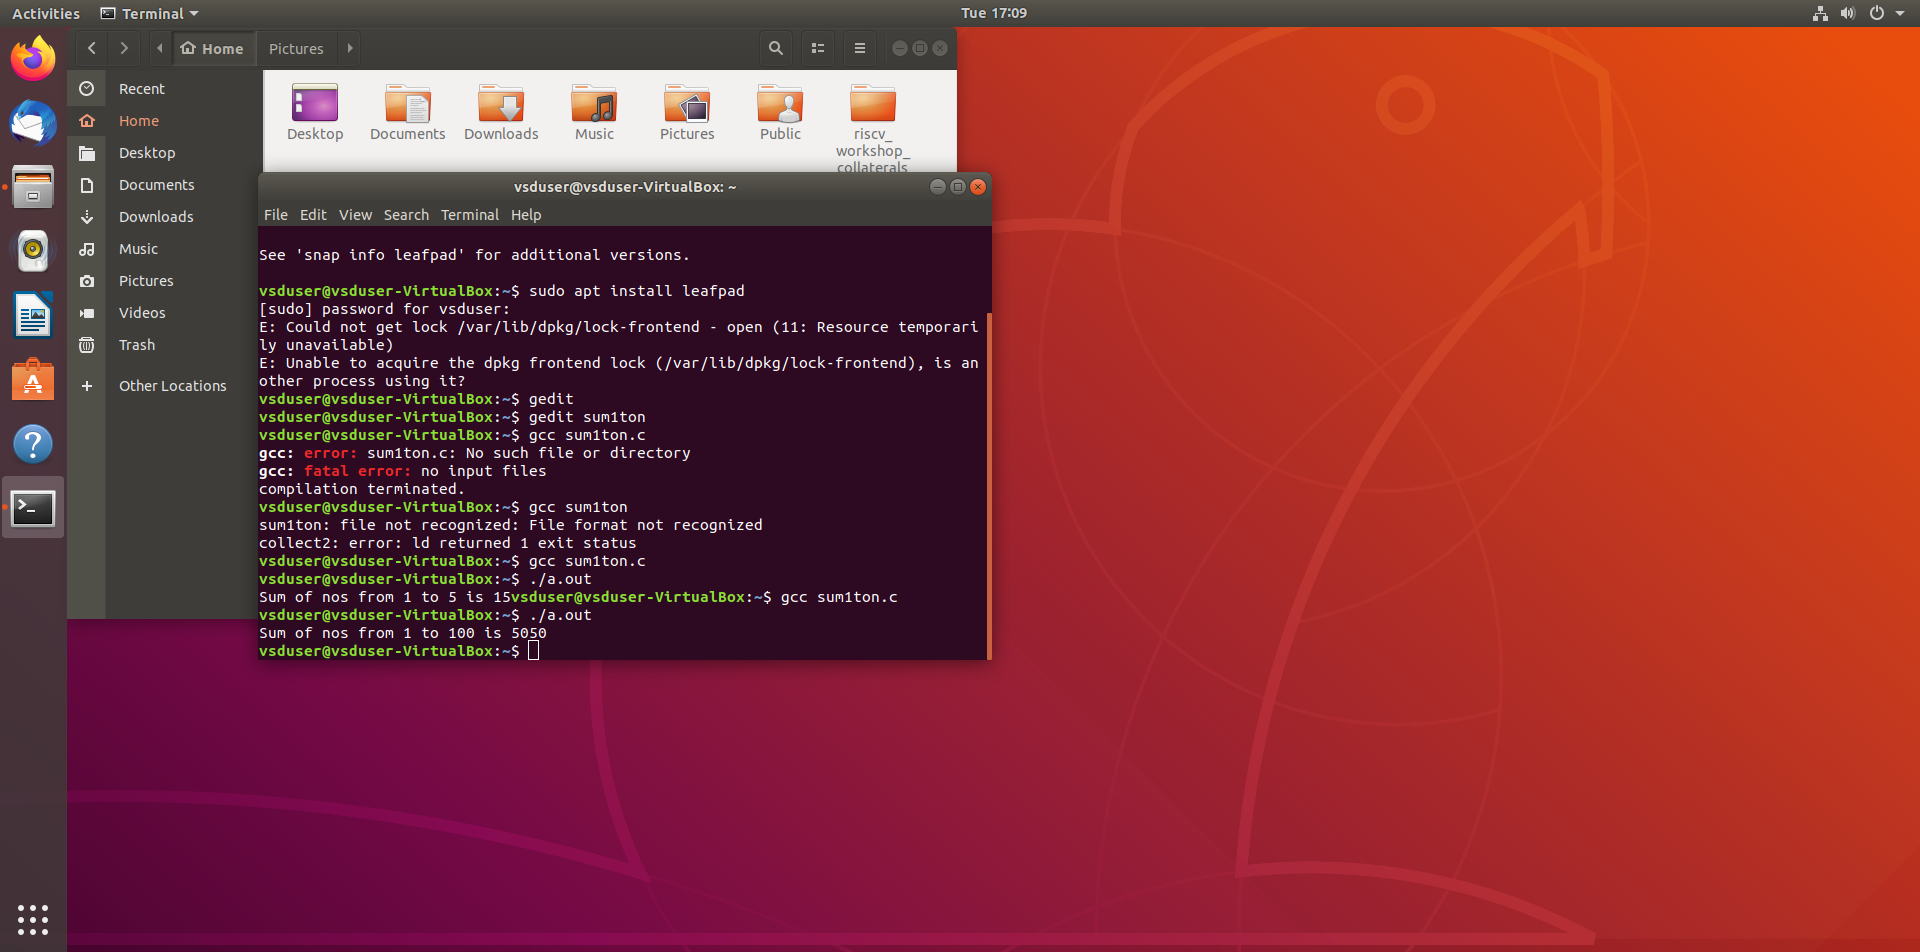 Activities
Terminal
Tue 17:09
Home
Pictures
Recent
Home
Desktop
Documents
Downloads
Music
Pictures
Videos
Trash
Other Locations
Desktop
Documents
Downloads
Music
Pictures
Public
riscv_
workshop_
collaterals
vsduser@vsduser-VirtualBox: ~
File Edit View Search Terminal Help
See 'snap info leafpad' for additional versions.
vsduser@vsduser-VirtualBox:~$ sudo apt install leafpad
[sudo] password for vsduser:
E: Could not get lock /var/lib/dpkg/lock-frontend - open (11: Resource temporari
ly unavailable)
E: Unable to acquire the dpkg frontend lock (/var/lib/dpkg/lock-frontend), is an
other process using it?
vsduser@vsduser-VirtualBox:~$ gedit
vsduser@vsduser-VirtualBox:~$ gedit sum1ton
vsduser@vsduser-VirtualBox:~$ gcc sum1ton.c
gcc: error: sum1ton.c: No such file or directory
gcc: fatal error: no input files
compilation terminated.
vsduser@vsduser-VirtualBox:~$ gcc sum1ton
sum1ton: file not recognized: File format not recognized
collect2: error: ld returned 1 exit status
vsduser@vsduser-VirtualBox:~$ gcc sum1ton.c
vsduser@vsduser-VirtualBox:~$ ./a.out
Sum of nos from 1 to 5 is 15vsduser@vsduser-VirtualBox:~$ gcc sum1ton.c
vsduser@vsduser-VirtualBox:~$ ./a.out
Sum of nos from 1 to 100 is 5050
vsduser@vsduser-VirtualBox:~$